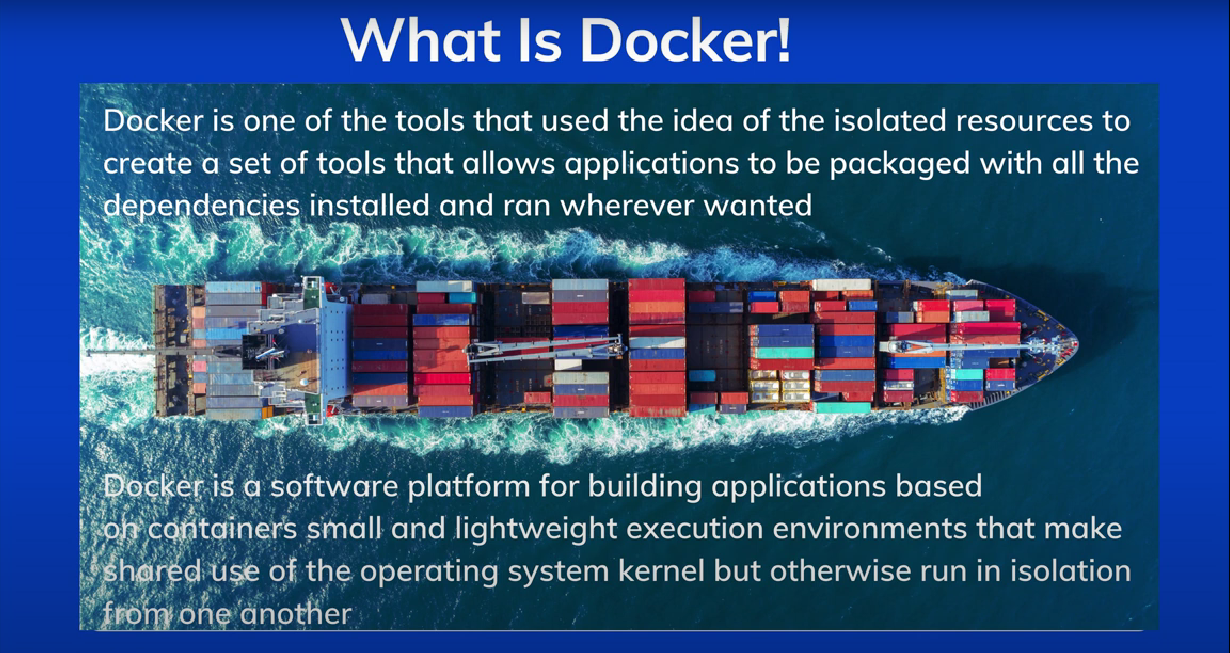 What Is Docker!
Docker is one of the tools that used the idea of the isolated resources to
create a set of tools that allows applications to be packaged with all the
dependencies installed and ran wherever wanted
Docker is a software platform for building applications based
on containers small and lightweight execution environments that make
shared use of the operating system kernel but otherwise run in isolation
from one another